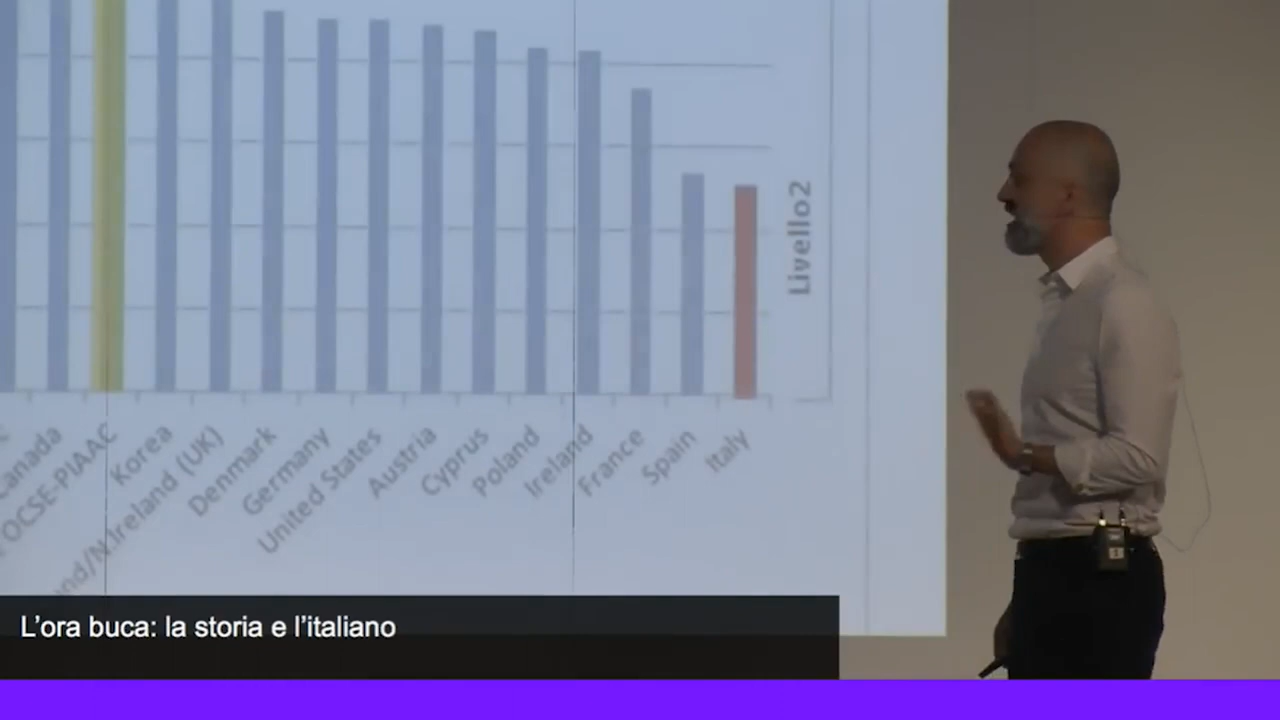 Livello2
Canada
OCSE-PIAAC
Korea
nd/N.Ireland (UK)
Denmark
Germany
United States
Austria
Cyprus
Poland
Ireland
France
Spain
Italy
L’ora buca: la storia e l’italiano